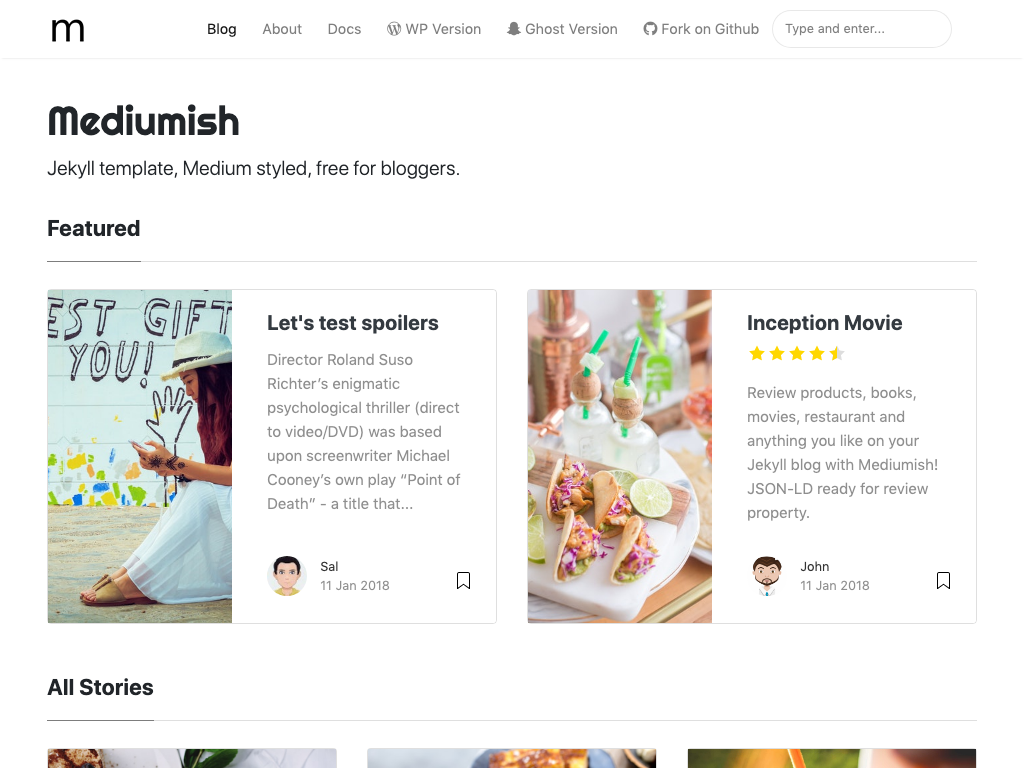 m
Blog About Docs WP Version Ghost Version Fork on Github Type and enter...
Mediumish
Jekyll template, Medium styled, free for bloggers.
Featured
EST GIFT
YOU!
Let's test spoilers
Director Roland Suso
Richter’s enigmatic
psychological thriller (direct
to video/DVD) was based
upon screenwriter Michael
Cooney’s own play “Point of
Death” - a title that...
Sal
11 Jan 2018
Inception Movie
Review products, books,
movies, restaurant and
anything you like on your
Jekyll blog with Mediumish!
JSON-LD ready for review
property.
John
11 Jan 2018
All Stories